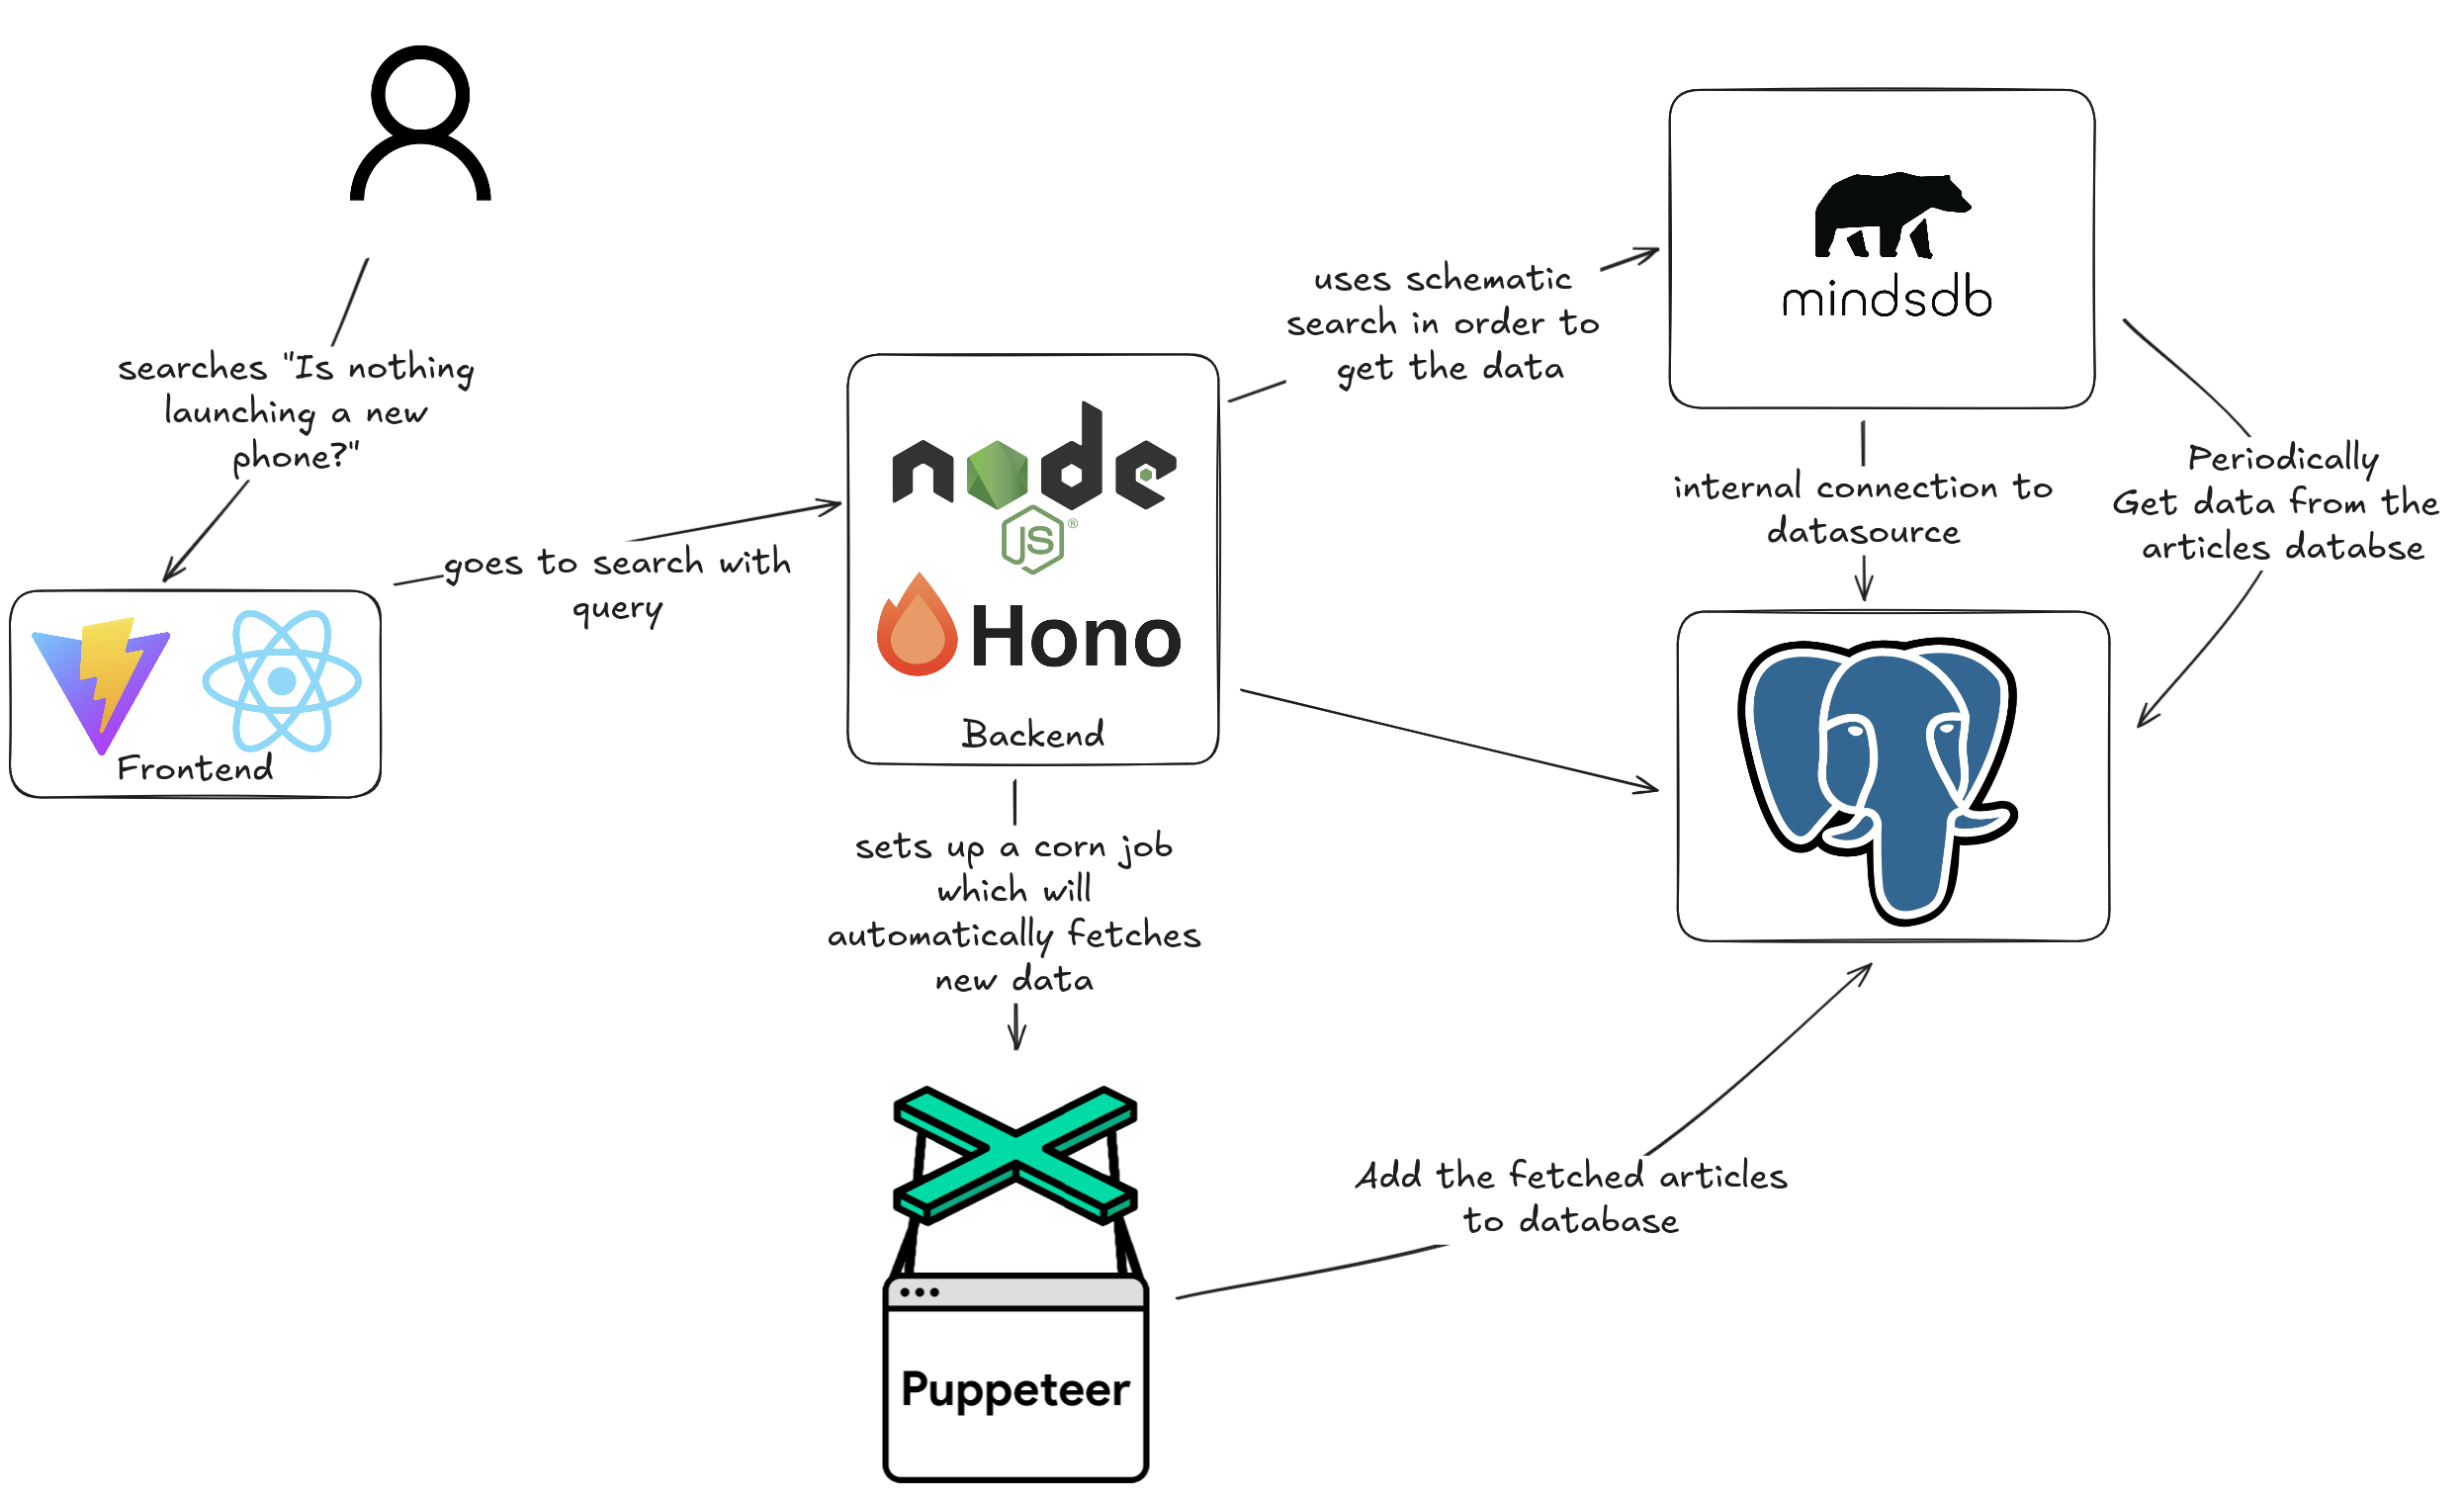 searches "Is nothing
launching a new
phone?"
Frontend
goes to search with
query
node
JS®
Hono
Backend
uses schematic
search in order to
get the data
mindsdb
internal connection to
datasource
Periodically
Get data from the
articles databse
sets up a corn job
which will
automatically fetches
new data
Puppeteer
Add the fetched articles
to database